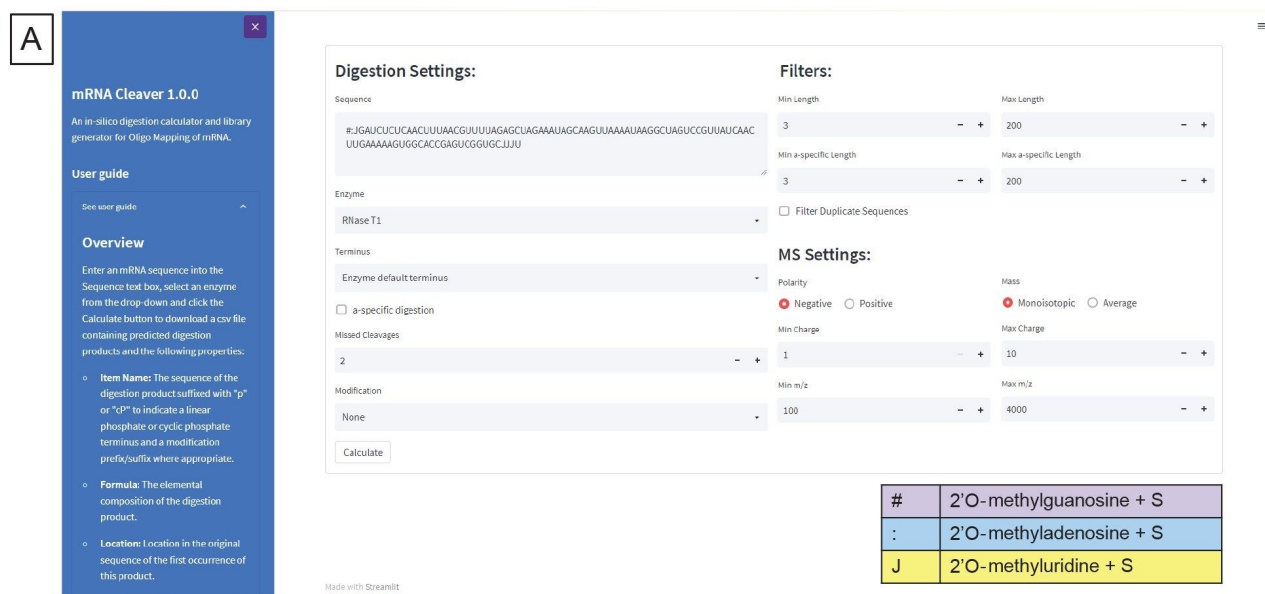 A
×
≡
mRNA Cleaver 1.0.0
An in-silico digestion calculator and library
generator for Oligo Mapping of mRNA.
User guide
See user guide
Overview
Enter an mRNA sequence into the
Sequence text box, select an enzyme
from the drop-down and click the
Calculate button to download a csv file
containing predicted digestion
products and the following properties:
Item Name: The sequence of the
digestion product suffixed with "p"
or "cP" to indicate a linear
phosphate or cyclic phosphate
terminus and a modification
prefix/suffix where appropriate.
Formula: The elemental
composition of the digestion
product.
Location: Location in the original
sequence of the first occurrence of
this product.
Digestion Settings:
Sequence
#:JGAUCUCUCAACUUUAACGUUUUAGAGCUAGAAAUAGCAAGUUAAAAUAAGGCUAGUCCGUUAUCAAC
UUGAAAAAGUGGCACCGAGUCGGUGCJJJU
Enzyme
RNase T1
Terminus
Enzyme default terminus
a-specific digestion
Missed Cleavages
2 - +
Modification
None
Calculate
Filters:
Min Length Max Length
3 - + 200 - +
Min a-specific Length Max a-specific Length
3 - + 200 - +
Filter Duplicate Sequences
MS Settings:
Polarity Mass
Negative Positive Monoisotopic Average
Min Charge Max Charge
1 - + 10 - +
Min m/z Max m/z
100 - + 4000 - +
# 2'O-methylguanosine + S
: 2'O-methyladenosine + S
J 2'O-methyluridine + S
Made with Streamlit